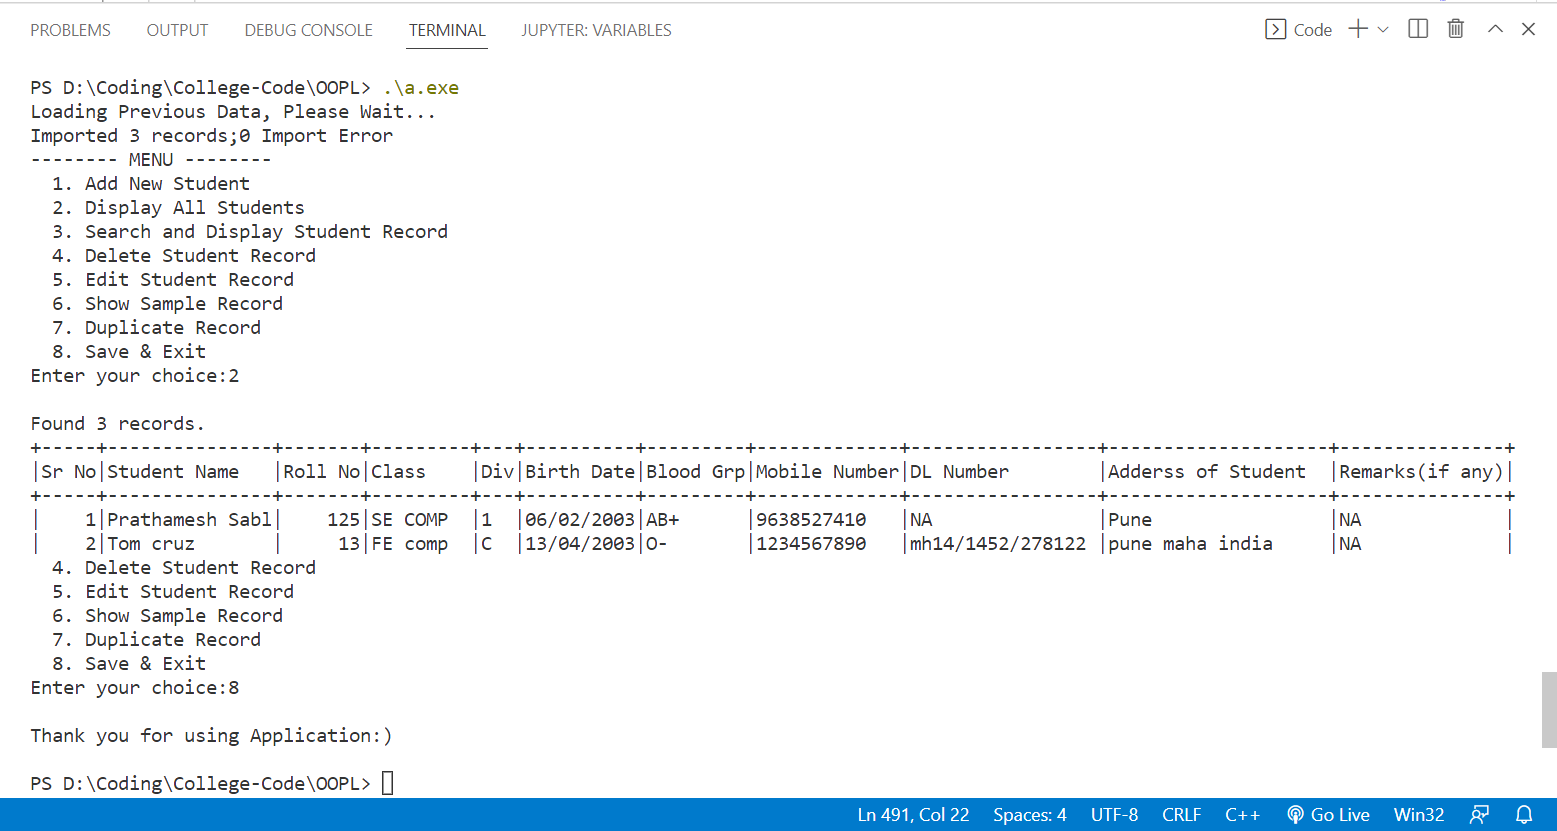 PROBLEMS OUTPUT DEBUG CONSOLE TERMINAL JUPYTER: VARIABLES Code
PS D:\Coding\College-Code\OOPL> .\a.exe
Loading Previous Data, Please Wait...
Imported 3 records;0 Import Error
-------- MENU --------
  1. Add New Student
  2. Display All Students
  3. Search and Display Student Record
  4. Delete Student Record
  5. Edit Student Record
  6. Show Sample Record
  7. Duplicate Record
  8. Save & Exit
Enter your choice:2
Found 3 records.
+-----+---------------+-------+---------+---+----------+---------+-------------+-----------------+--------------------+---------------+
|Sr No|Student Name   |Roll No|Class    |Div|Birth Date|Blood Grp|Mobile Number|DL Number        |Adderss of Student  |Remarks(if any)|
+-----+---------------+-------+---------+---+----------+---------+-------------+-----------------+--------------------+---------------+
|    1|Prathamesh Sabl|    125|SE COMP  |1  |06/02/2003|AB+      |9638527410   |NA               |Pune                |NA             |
|    2|Tom cruz       |     13|FE comp  |C  |13/04/2003|O-       |1234567890   |mh14/1452/278122 |pune maha india     |NA             |
  4. Delete Student Record
  5. Edit Student Record
  6. Show Sample Record
  7. Duplicate Record
  8. Save & Exit
Enter your choice:8
Thank you for using Application:)
PS D:\Coding\College-Code\OOPL>
Ln 491, Col 22 Spaces: 4 UTF-8 CRLF C++ Go Live Win32